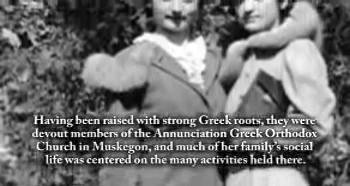 Having been raised with strong Greek roots, they were
devout members of the Annunciation Greek Orthodox
Church in Muskegon, and much of her family's social
life was centered on the many activities held there.